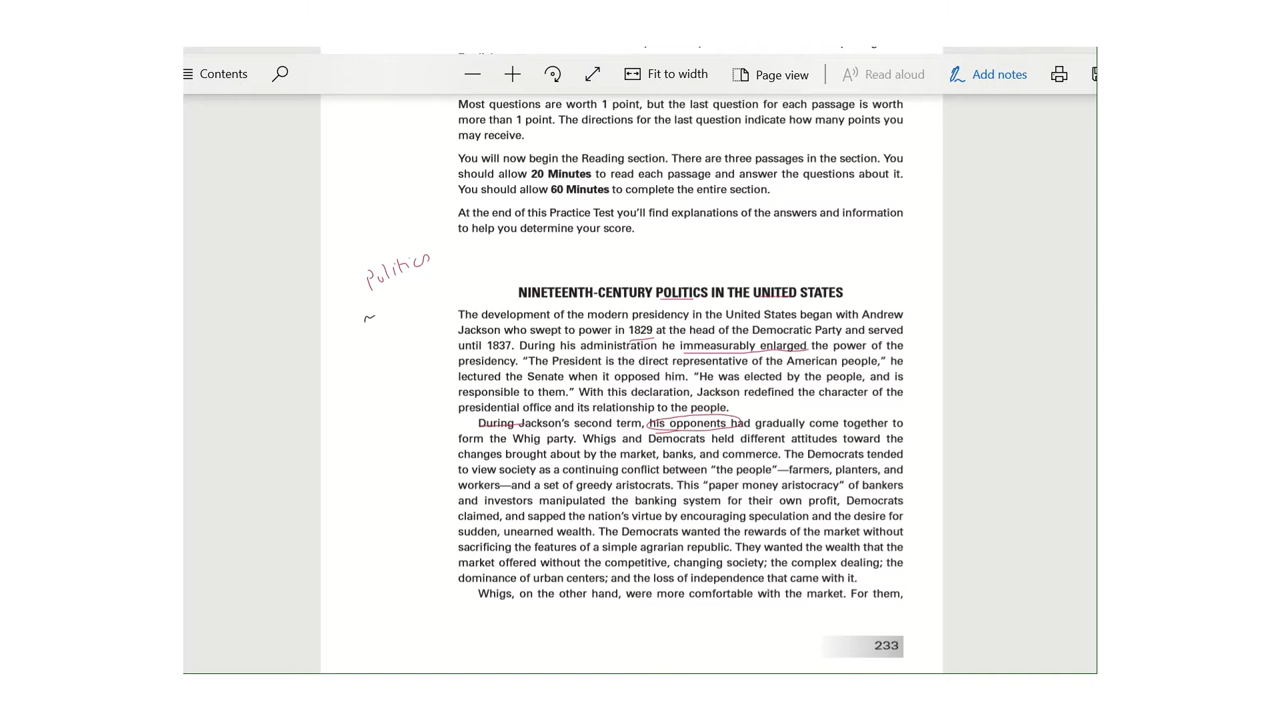 Contents
Fit to width
Page view
Read aloud
Add notes
Most questions are worth 1 point, but the last question for each passage is worth
more than 1 point. The directions for the last question indicate how many points you
may receive.
You will now begin the Reading section. There are three passages in the section. You
should allow 20 Minutes to read each passage and answer the questions about it.
You should allow 60 Minutes to complete the entire section.
At the end of this Practice Test you'll find explanations of the answers and information
to help you determine your score.
Politics
NINETEENTH-CENTURY POLITICS IN THE UNITED STATES
The development of the modern presidency in the United States began with Andrew
Jackson who swept to power in 1829 at the head of the Democratic Party and served
until 1837. During his administration he immeasurably enlarged the power of the
presidency. “The President is the direct representative of the American people,” he
lectured the Senate when it opposed him. “He was elected by the people, and is
responsible to them.” With this declaration, Jackson redefined the character of the
presidential office and its relationship to the people.
During Jackson's second term, his opponents had gradually come together to
form the Whig party. Whigs and Democrats held different attitudes toward the
changes brought about by the market, banks, and commerce. The Democrats tended
to view society as a continuing conflict between “the people”—farmers, planters, and
workers—and a set of greedy aristocrats. This “paper money aristocracy” of bankers
and investors manipulated the banking system for their own profit, Democrats
claimed, and sapped the nation's virtue by encouraging speculation and the desire for
sudden, unearned wealth. The Democrats wanted the rewards of the market without
sacrificing the features of a simple agrarian republic. They wanted the wealth that the
market offered without the competitive, changing society; the complex dealing; the
dominance of urban centers; and the loss of independence that came with it.
Whigs, on the other hand, were more comfortable with the market. For them,
233